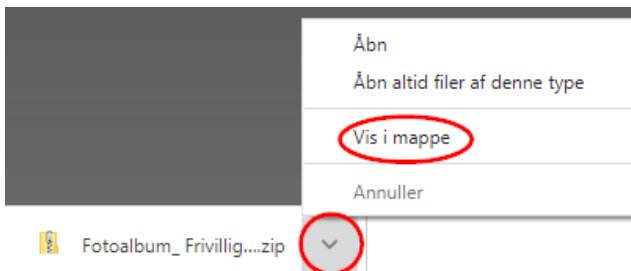 Åbn
Åbn altid filer af denne type
Vis i mappe
Annuller
Fotoalbum_ Frivillig....zip